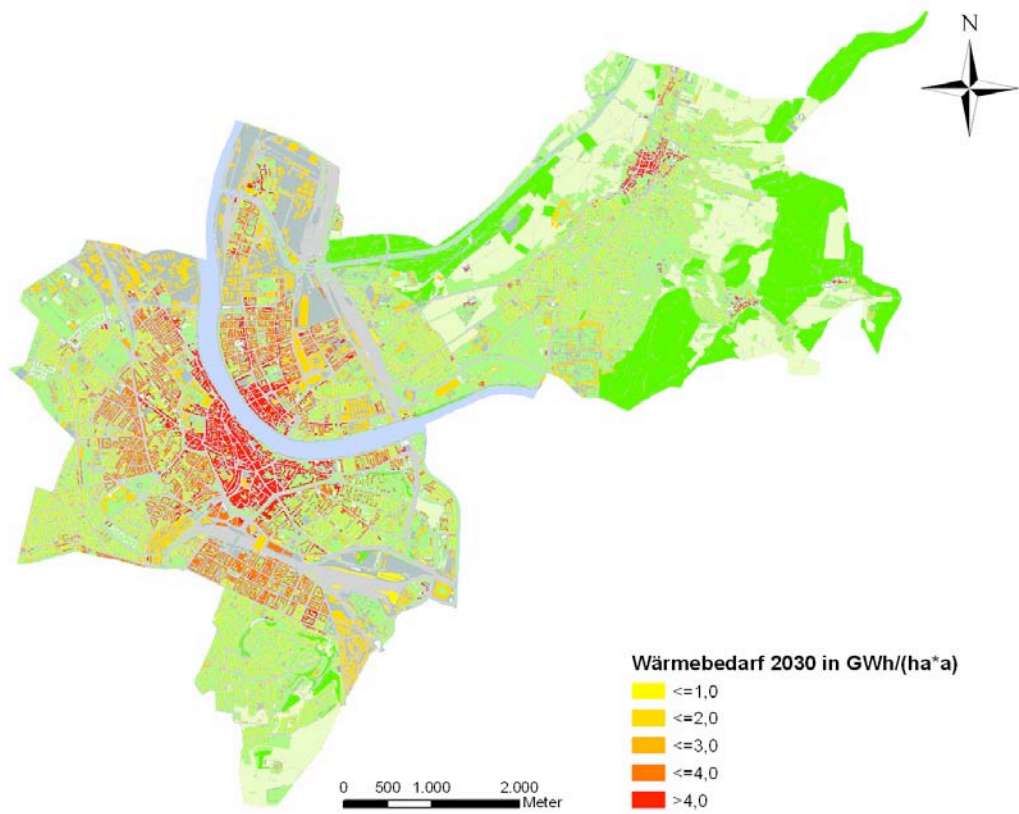 N
Wärmebedarf 2030 in GWh/(ha*a)
<=1,0
<=2,0
<=3,0
<=4,0
>4,0
0 500 1.000 2.000
Meter